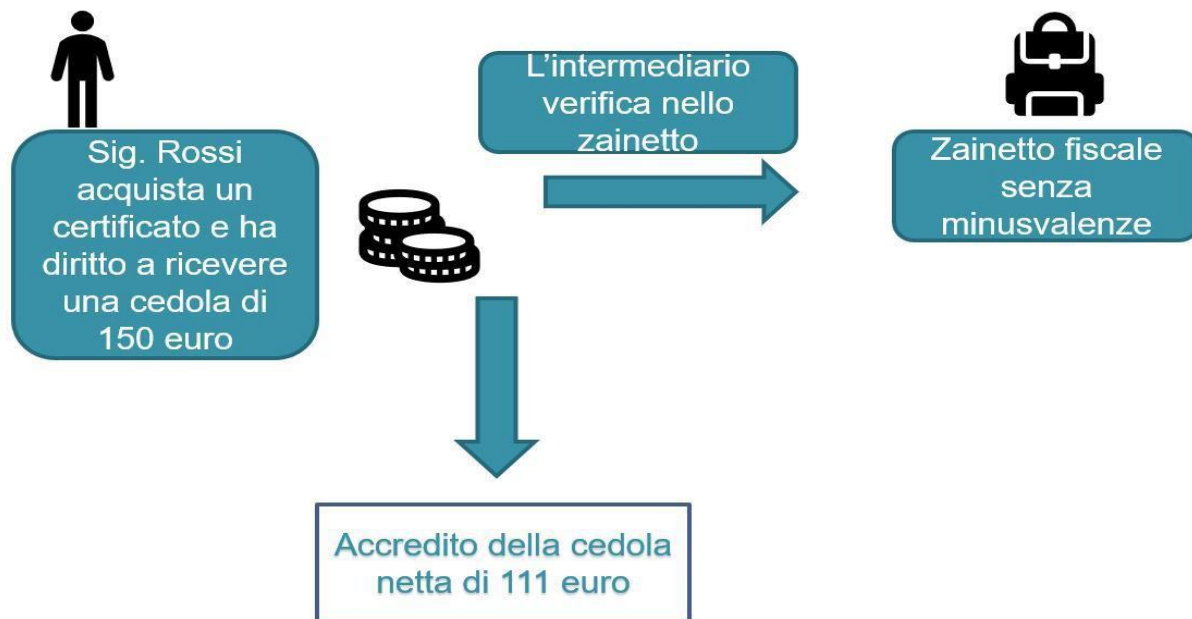 Sig. Rossi
acquista un
certificato e ha
diritto a ricevere
una cedola di
150 euro
L'intermediario
verifica nello
zainetto
Zainetto fiscale
senza
minusvalenze
Accredito della cedola
netta di 111 euro